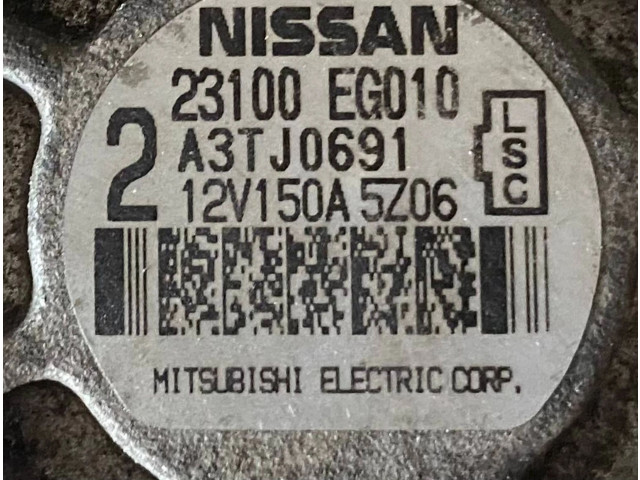 NISSAN
23100 EG010
2
A3TJ0691
12V150A 5Z06
L
S
C
MITSUBISHI ELECTRIC CORP.